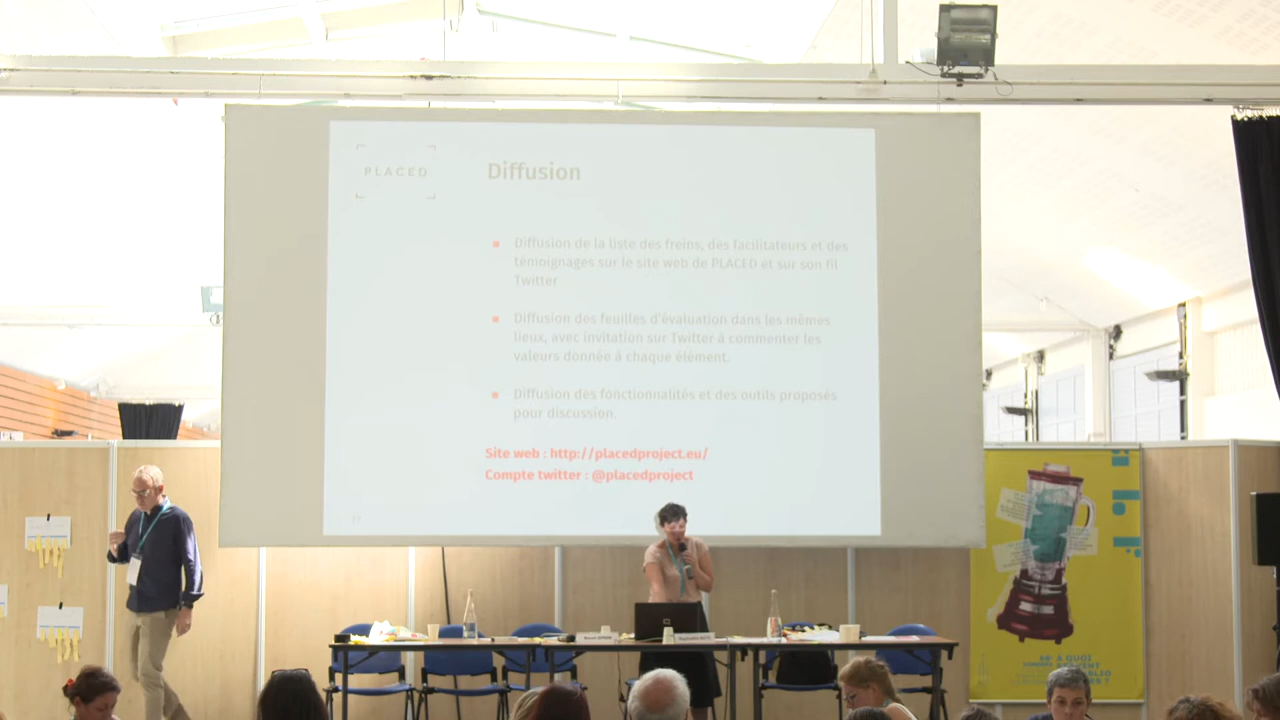 PLACED
Diffusion
Diffusion de la liste des freins, des facilitateurs et des
témoignages sur le site web de PLACED et sur son fil
Twitter
Diffusion des feuilles d'évaluation dans les mêmes
lieux, avec invitation sur Twitter à commenter les
valeurs donnée à chaque élément.
Diffusion des fonctionnalités et des outils proposés
pour discussion.
Site web : http://placedproject.eu/
Compte twitter : @placedproject
À QUOI